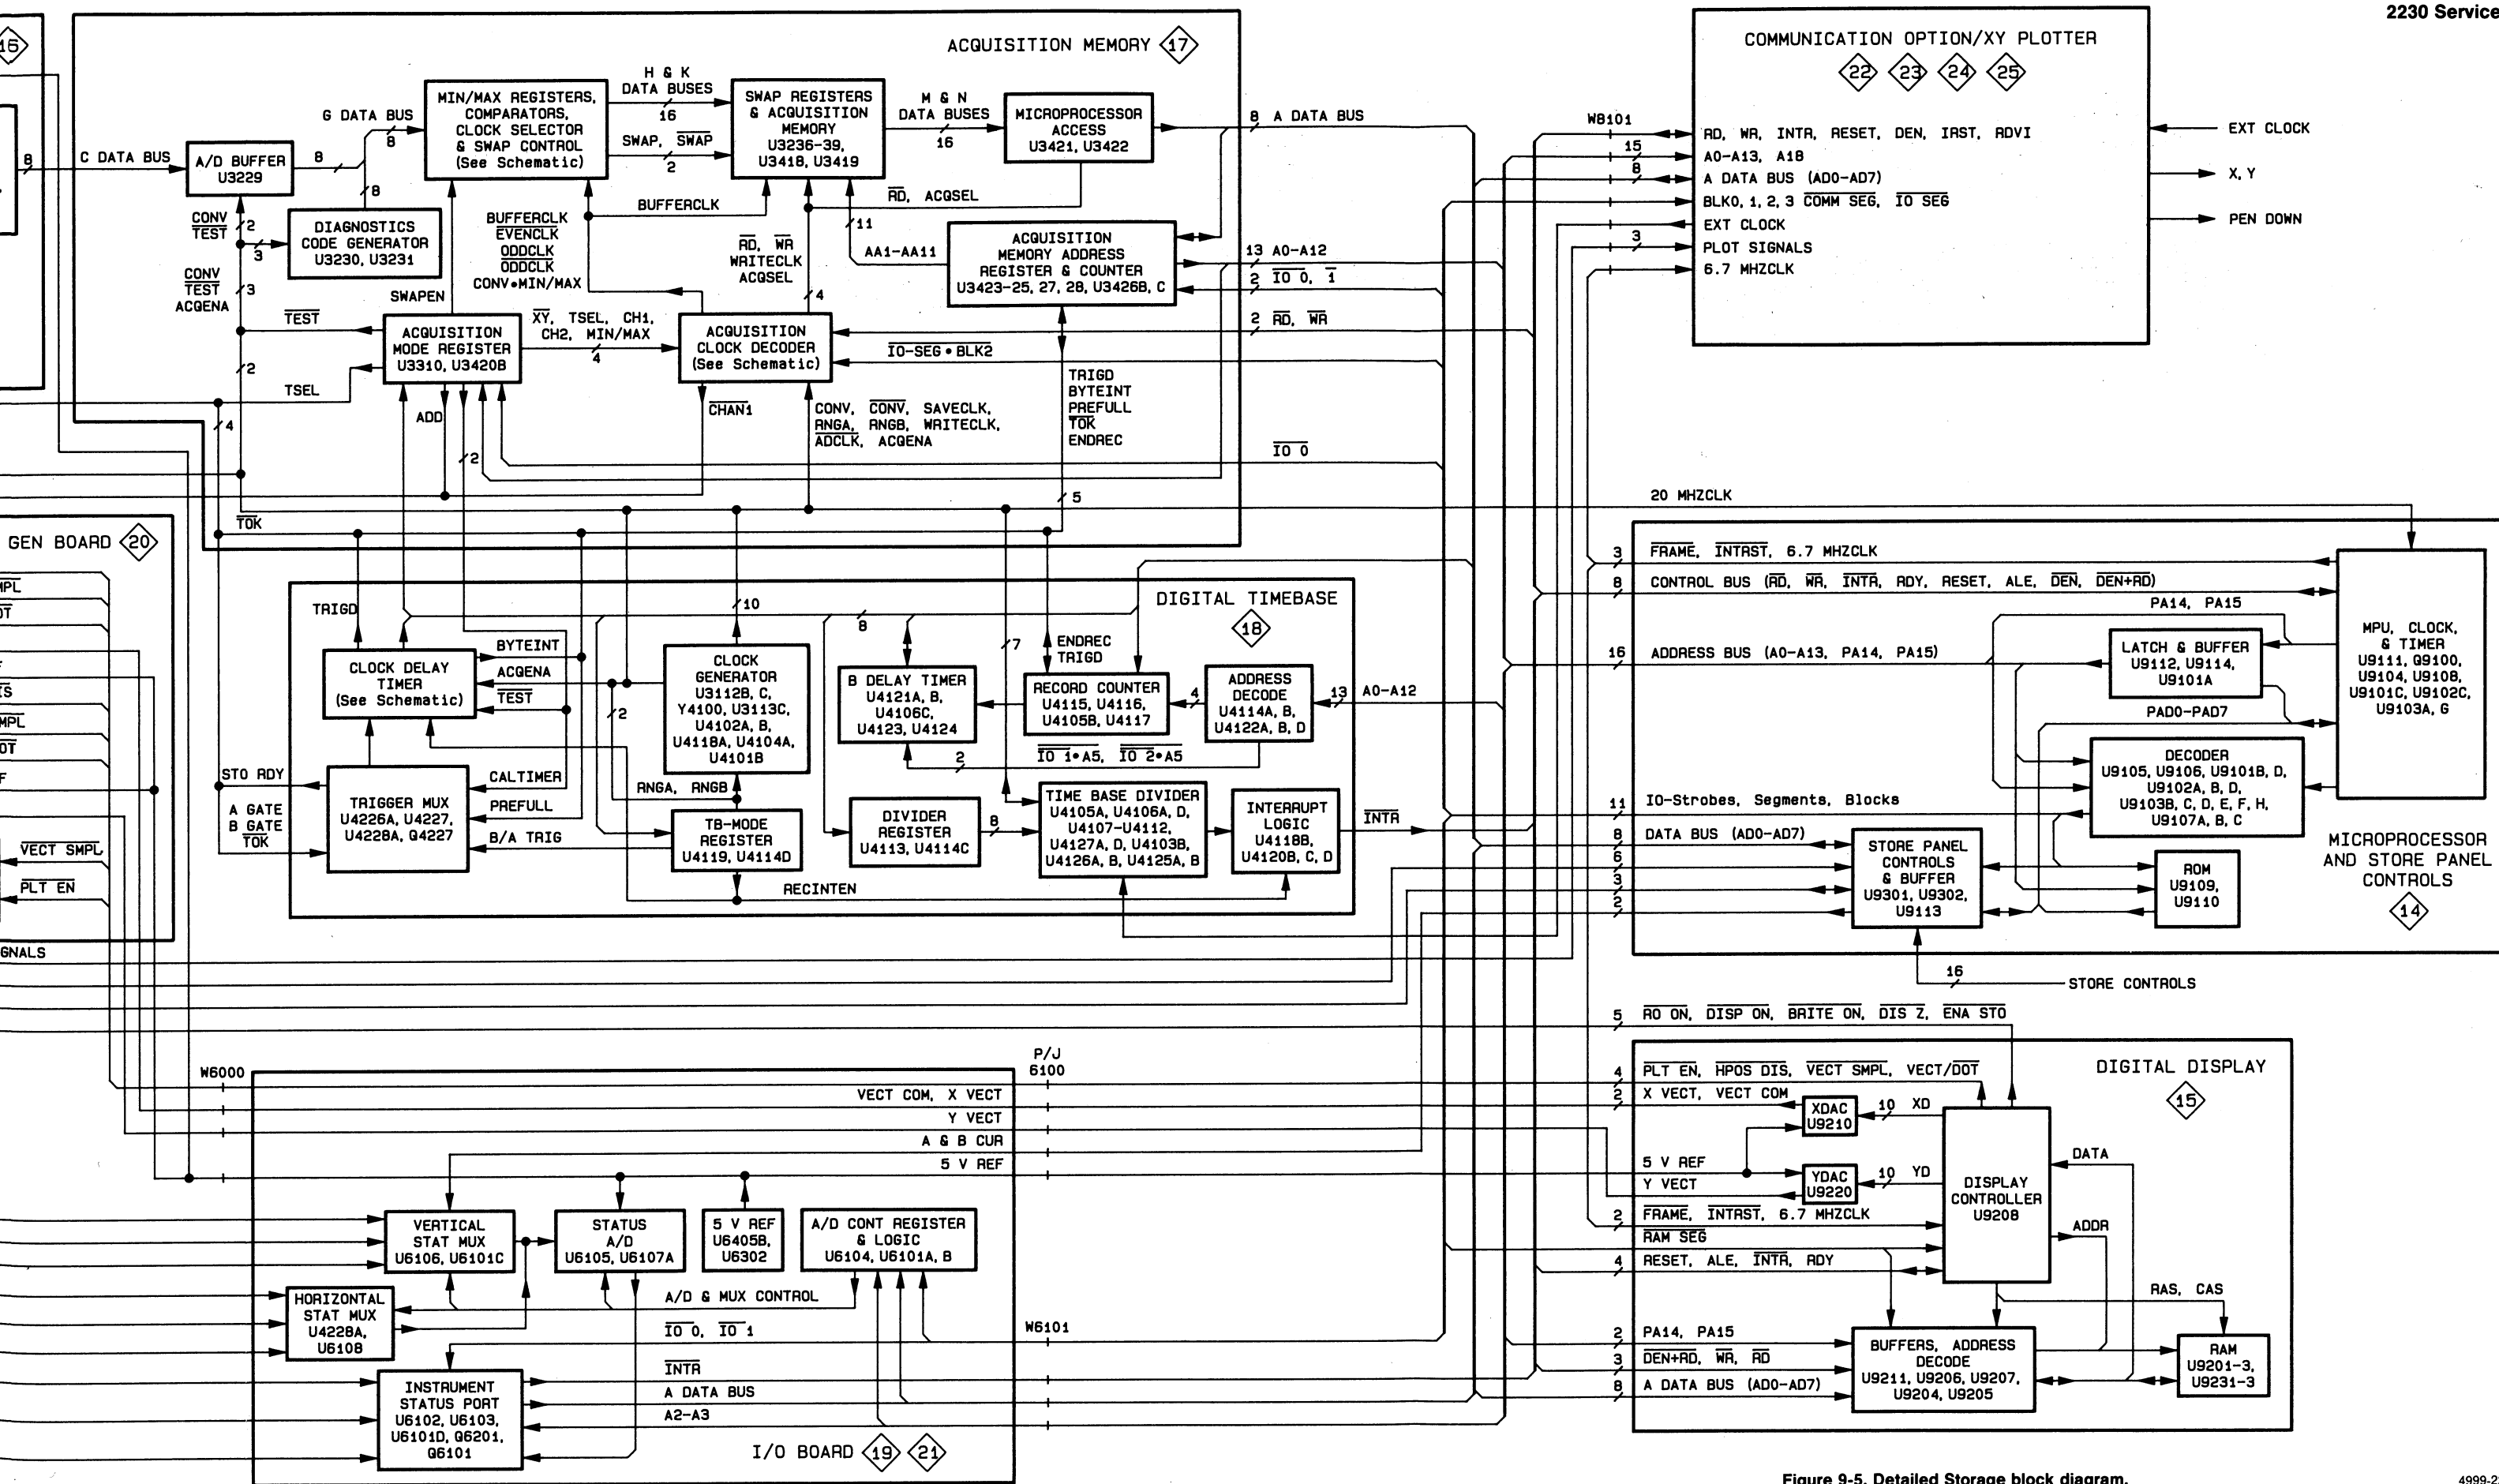 2230 Service
16
ACQUISITION MEMORY 17
8
C DATA BUS
A/D BUFFER
U3229
8
G DATA BUS
8
8
MIN/MAX REGISTERS,
COMPARATORS,
CLOCK SELECTOR
& SWAP CONTROL
(See Schematic)
H & K
DATA BUSES
16
SWAP, SWAP
2
SWAP REGISTERS
& ACQUISITION
MEMORY
U3236-39,
U3418, U3419
M & N
DATA BUSES
16
MICROPROCESSOR
ACCESS
U3421, U3422
8 A DATA BUS
CONV
TEST
2
3
DIAGNOSTICS
CODE GENERATOR
U3230, U3231
CONV
TEST
ACQENA
3
BUFFERCLK
EVENCLK
ODDCLK
ODDCLK
CONV•MIN/MAX
BUFFERCLK
RD, WR
WRITECLK
ACQSEL
4
RD, ACQSEL
11
AA1-AA11
ACQUISITION
MEMORY ADDRESS
REGISTER & COUNTER
U3423-25, 27, 28, U3426B, C
13 A0-A12
2 IO 0, 1
2 RD, WR
SWAPEN
TEST
ACQUISITION
MODE REGISTER
U3310, U3420B
XY, TSEL, CH1,
CH2, MIN/MAX
4
ACQUISITION
CLOCK DECODER
(See Schematic)
IO-SEG • BLK2
2
TSEL
4
ADD
2
CHAN1
CONV, CONV, SAVECLK,
RNGA, RNGB, WRITECLK,
ADCLK, ACQENA
TRIGD
BYTEINT
PREFULL
TOK
ENDREC
5
IO 0
TOK
COMMUNICATION OPTION/XY PLOTTER
22 23 24 25
W8101
RD, WR, INTR, RESET, DEN, IRST, RDVI
15
A0-A13, A18
8
A DATA BUS (AD0-AD7)
BLK0, 1, 2, 3 COMM SEG, IO SEG
EXT CLOCK
3
PLOT SIGNALS
6.7 MHZCLK
EXT CLOCK
X, Y
PEN DOWN
20 MHZCLK
GEN BOARD 20
MPL
OT
F
IS
MPL
OT
F
VECT SMPL
PLT EN
GNALS
DIGITAL TIMEBASE
18
TRIGD
10
8
7
ENDREC
TRIGD
CLOCK DELAY
TIMER
(See Schematic)
BYTEINT
ACQENA
TEST
2
CLOCK
GENERATOR
U3112B, C,
Y4100, U3113C,
U4102A, B,
U4118A, U4104A,
U4101B
B DELAY TIMER
U4121A, B,
U4106C,
U4123, U4124
RECORD COUNTER
U4115, U4116,
U4105B, U4117
4
ADDRESS
DECODE
U4114A, B,
U4122A, B, D
13 A0-A12
2
IO 1•A5, IO 2•A5
STO RDY
A GATE
B GATE
TOK
TRIGGER MUX
U4226A, U4227,
U4228A, Q4227
CALTIMER
PREFULL
B/A TRIG
RNGA, RNGB
TB-MODE
REGISTER
U4119, U4114D
DIVIDER
REGISTER
U4113, U4114C
8
TIME BASE DIVIDER
U4105A, U4106A, D,
U4107-U4112,
U4127A, D, U4103B,
U4126A, B, U4125A, B
INTERRUPT
LOGIC
U4118B,
U4120B, C, D
INTR
RECINTEN
3 FRAME, INTRST, 6.7 MHZCLK
8 CONTROL BUS (RD, WR, INTR, RDY, RESET, ALE, DEN, DEN+RD)
PA14, PA15
LATCH & BUFFER
U9112, U9114,
U9101A
16 ADDRESS BUS (A0-A13, PA14, PA15)
PAD0-PAD7
MPU, CLOCK,
& TIMER
U9111, Q9100,
U9104, U9108,
U9101C, U9102C,
U9103A, G
DECODER
U9105, U9106, U9101B, D,
U9102A, B, D,
U9103B, C, D, E, F, H,
U9107A, B, C
11 IO-Strobes, Segments, Blocks
8 DATA BUS (AD0-AD7)
6
3
2
STORE PANEL
CONTROLS
& BUFFER
U9301, U9302,
U9113
ROM
U9109,
U9110
MICROPROCESSOR
AND STORE PANEL
CONTROLS
14
16
STORE CONTROLS
5 RO ON, DISP ON, BRITE ON, DIS Z, ENA STO
W6000
P/J
6100
VECT COM, X VECT
Y VECT
A & B CUR
5 V REF
VERTICAL
STAT MUX
U6106, U6101C
STATUS
A/D
U6105, U6107A
5 V REF
U6405B,
U6302
A/D CONT REGISTER
& LOGIC
U6104, U6101A, B
HORIZONTAL
STAT MUX
U4228A,
U6108
A/D & MUX CONTROL
IO 0, IO 1
W6101
INTR
A DATA BUS
A2-A3
INSTRUMENT
STATUS PORT
U6102, U6103,
U6101D, Q6201,
Q6101
I/O BOARD 19 21
DIGITAL DISPLAY
15
4 PLT EN, HPOS DIS, VECT SMPL, VECT/DOT
2 X VECT, VECT COM
XDAC
U9210
10 XD
5 V REF
Y VECT
YDAC
U9220
10 YD
DISPLAY
CONTROLLER
U9208
DATA
ADDR
2 FRAME, INTRST, 6.7 MHZCLK
RAM SEG
4 RESET, ALE, INTR, RDY
RAS, CAS
2 PA14, PA15
3 DEN+RD, WR, RD
8 A DATA BUS (AD0-AD7)
BUFFERS, ADDRESS
DECODE
U9211, U9206, U9207,
U9204, U9205
RAM
U9201-3,
U9231-3
Figure 9-5. Detailed Storage block diagram.
4999-2